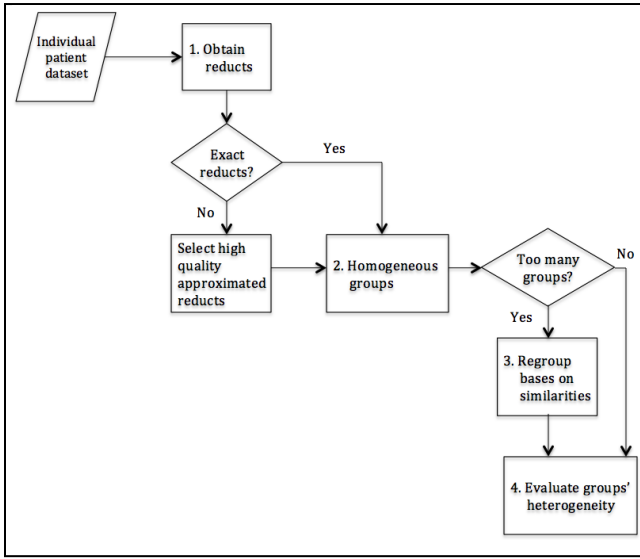 Individual
patient
dataset
1. Obtain
reducts
Exact
reducts?
Yes
No
Select high
quality
approximated
reducts
2. Homogeneous
groups
Too many
groups?
No
Yes
3. Regroup
bases on
similarities
4. Evaluate groups'
heterogeneity